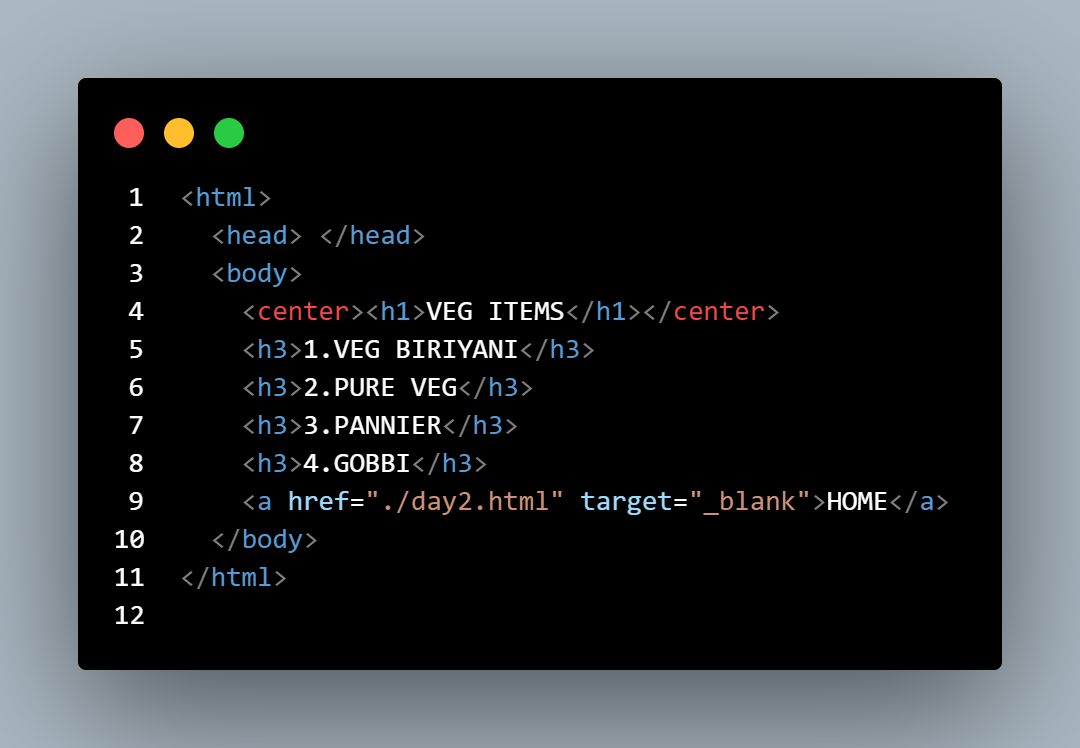 1 <html>
2   <head> </head>
3   <body>
4     <center><h1>VEG ITEMS</h1></center>
5     <h3>1.VEG BIRIYANI</h3>
6     <h3>2.PURE VEG</h3>
7     <h3>3.PANNIER</h3>
8     <h3>4.GOBBI</h3>
9     <a href="./day2.html" target="_blank">HOME</a>
10   </body>
11 </html>
12